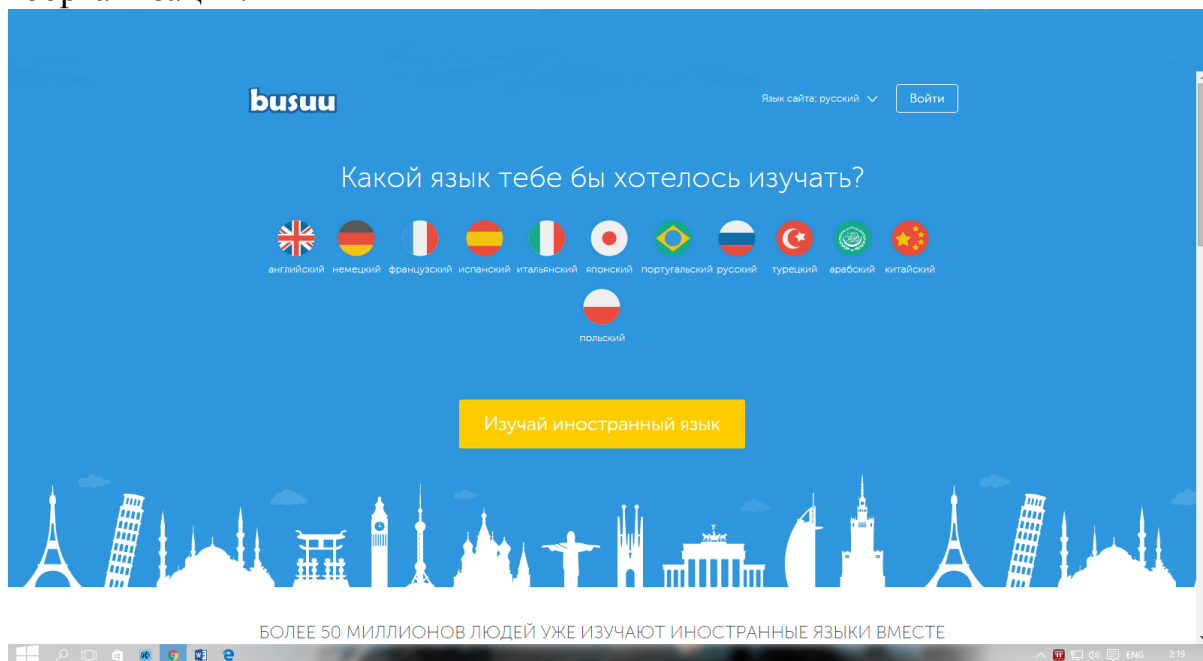 busuu
Язык сайта: русский
Войти
Какой язык тебе бы хотелось изучать?
английский немецкий французский испанский итальянский японский португальский русский турецкий арабский китайский
польский
Изучай иностранный язык
БОЛЕЕ 50 МИЛЛИОНОВ ЛЮДЕЙ УЖЕ ИЗУЧАЮТ ИНОСТРАННЫЕ ЯЗЫКИ ВМЕСТЕ
ENG 2:19